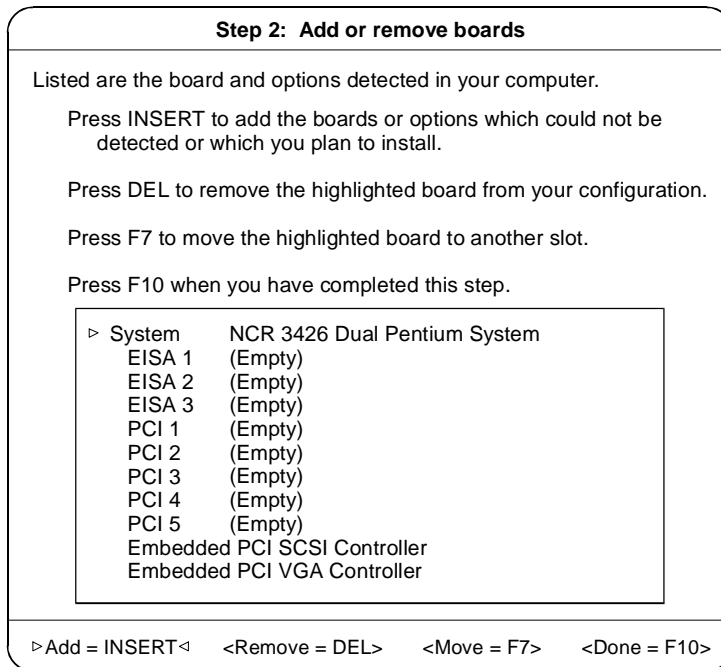 Step 2: Add or remove boards
Listed are the board and options detected in your computer.
Press INSERT to add the boards or options which could not be
detected or which you plan to install.
Press DEL to remove the highlighted board from your configuration.
Press F7 to move the highlighted board to another slot.
Press F10 when you have completed this step.
▹ System NCR 3426 Dual Pentium System
EISA 1 (Empty)
EISA 2 (Empty)
EISA 3 (Empty)
PCI 1 (Empty)
PCI 2 (Empty)
PCI 3 (Empty)
PCI 4 (Empty)
PCI 5 (Empty)
Embedded PCI SCSI Controller
Embedded PCI VGA Controller
▹Add = INSERT◃ <Remove = DEL> <Move = F7> <Done = F10>